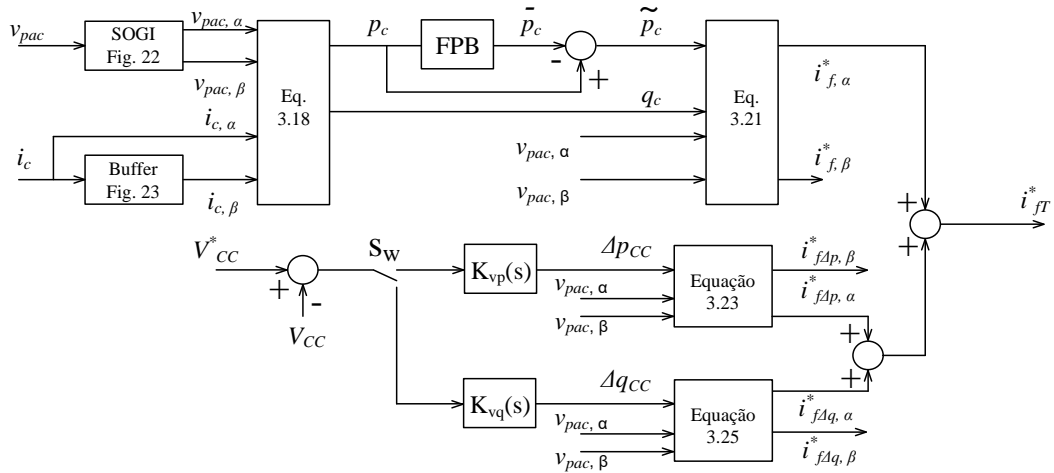 v_pac
SOGI
Fig. 22
v_pac, α
v_pac, β
i_c
i_c, α
Buffer
Fig. 23
i_c, β
Eq.
3.18
p_c
FPB
p̄_c
-
+
p̃_c
q_c
v_pac, α
v_pac, β
Eq.
3.21
i*_f, α
i*_f, β
+
+
i*_fT
V*_CC
+
-
V_CC
S_W
K_vp(s)
Δp_CC
v_pac, α
v_pac, β
Equação
3.23
i*_fΔp, β
i*_fΔp, α
+
+
K_vq(s)
Δq_CC
v_pac, α
v_pac, β
Equação
3.25
i*_fΔq, α
i*_fΔq, β